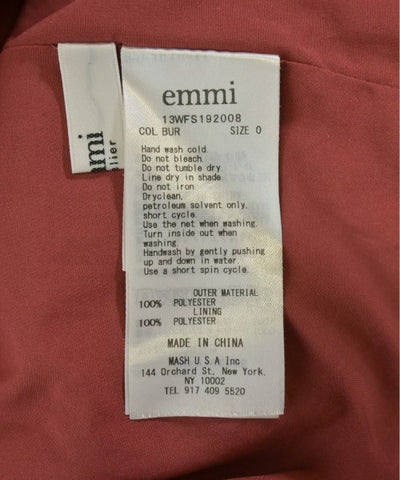 emmi
13WFS192008
COL BUR SIZE 0
Hand wash cold.
Do not bleach.
Do not tumble dry.
Line dry in shade.
Do not iron.
Dryclean,
petroleum solvent only,
short cycle.
Use the net when washing.
Turn inside out when
washing.
Handwash by gently pushing
up and down in water.
Use a short spin cycle.
OUTER MATERIAL
100% POLYESTER
LINING
100% POLYESTER
MADE IN CHINA
MASH U S A Inc
144 Orchard St, New York,
NY 10002
TEL 917 409 5520